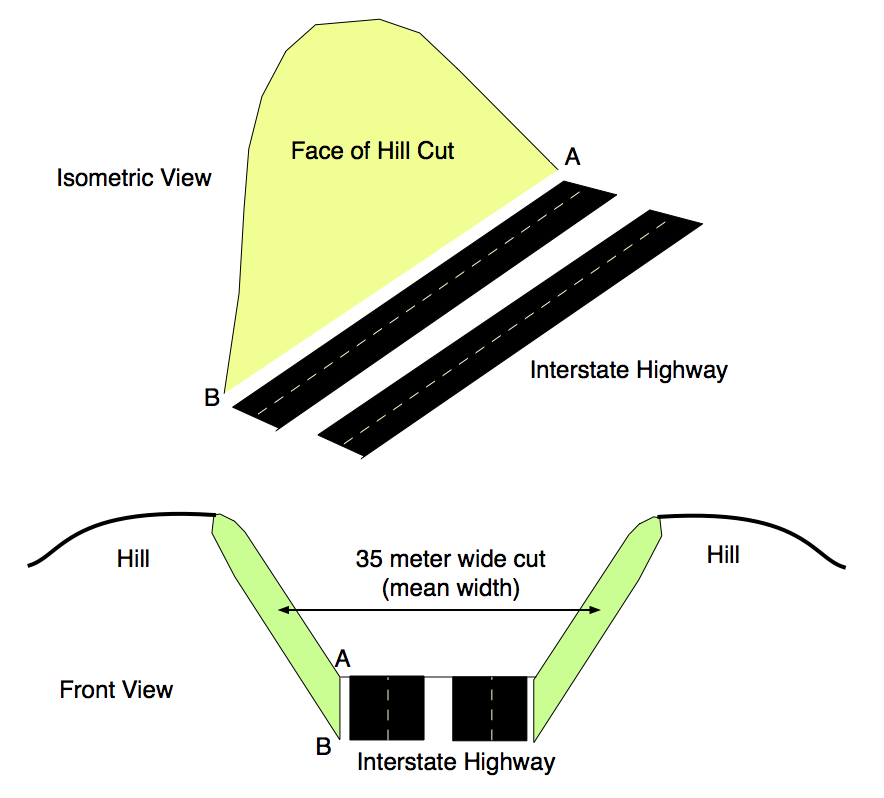 A
Face of Hill Cut
Isometric View
Interstate Highway
B
Hill
35 meter wide cut
(mean width)
Hill
A
Front View
B
Interstate Highway